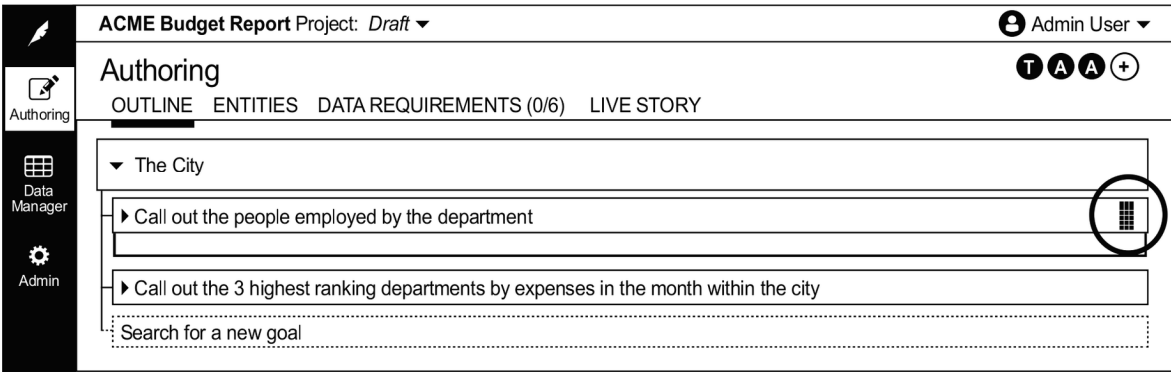 ACME Budget Report Project: Draft
Admin User
Authoring
T A A +
Authoring
OUTLINE ENTITIES DATA REQUIREMENTS (0/6) LIVE STORY
The City
Data
Manager
Call out the people employed by the department
Admin
Call out the 3 highest ranking departments by expenses in the month within the city
Search for a new goal